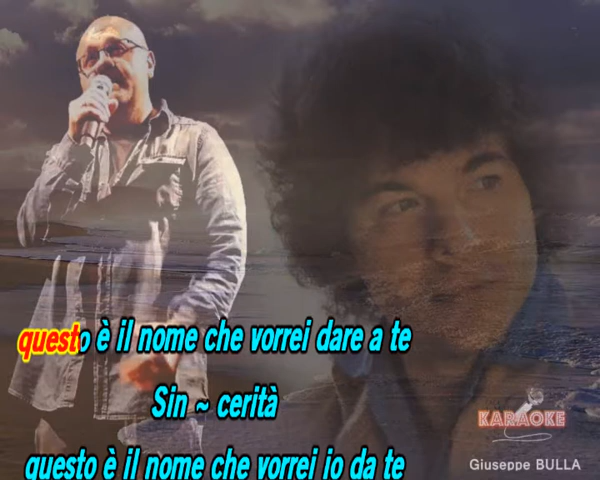 questo è il nome che vorrei dare a te
Sin ~ cerità
questo è il nome che vorrei io da te
KARAOKE
Giuseppe BULLA